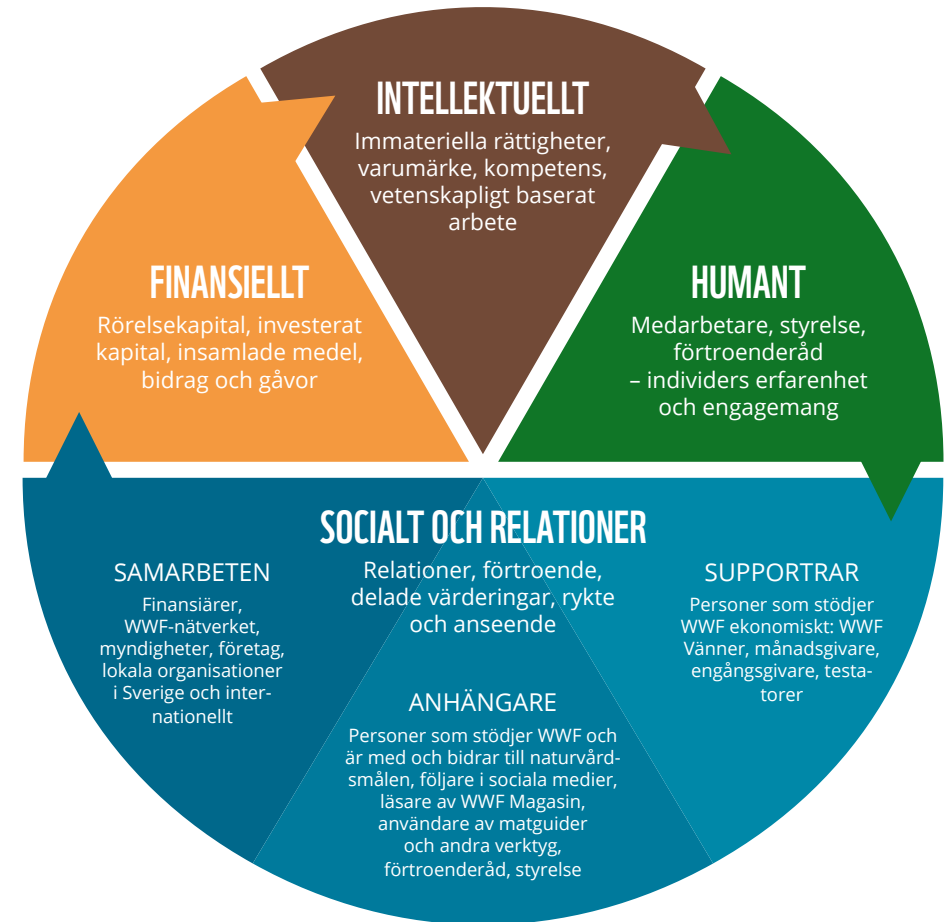 INTELLEKTUELLT
Immateriella rättigheter,
varumärke, kompetens,
vetenskapligt baserat
arbete
FINANSIELLT
Rörelsekapital, investerat
kapital, insamlade medel,
bidrag och gåvor
HUMANT
Medarbetare, styrelse,
förtroenderåd
– individers erfarenhet
och engagemang
SOCIALT OCH RELATIONER
Relationer, förtroende,
delade värderingar, rykte
och anseende
SAMARBETEN
Finansiärer,
WWF-nätverket,
myndigheter, företag,
lokala organisationer
i Sverige och inter-
nationellt
ANHÄNGARE
Personer som stödjer WWF och
är med och bidrar till naturvård-
smålen, följare i sociala medier,
läsare av WWF Magasin,
användare av matguider
och andra verktyg,
förtroenderåd, styrelse
SUPPORTRAR
Personer som stödjer
WWF ekonomiskt: WWF
Vänner, månadsgivare,
engångsgivare, testa-
torer